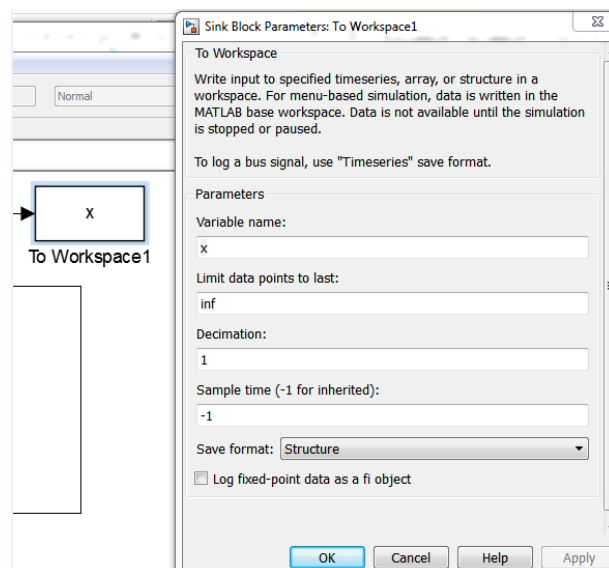 Sink Block Parameters: To Workspace1
To Workspace
Write input to specified timeseries, array, or structure in a
workspace. For menu-based simulation, data is written in the
MATLAB base workspace. Data is not available until the simulation
is stopped or paused.
To log a bus signal, use "Timeseries" save format.
Parameters
Variable name:
x
Limit data points to last:
inf
Decimation:
1
Sample time (-1 for inherited):
-1
Save format: Structure
Log fixed-point data as a fi object
OK Cancel Help Apply
Normal
x
To Workspace1